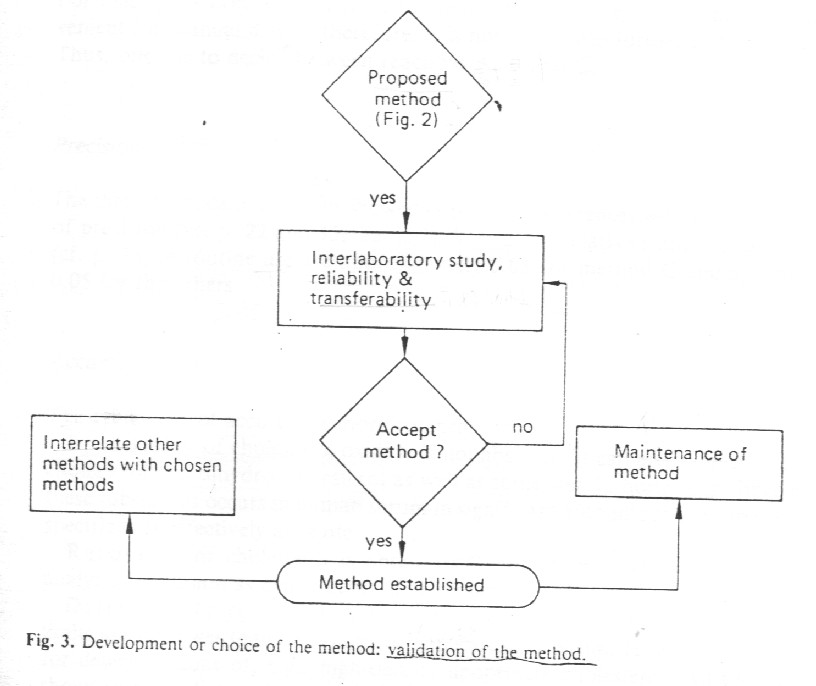 Proposed
method
(Fig. 2)
yes
Interlaboratory study,
reliability &
transferability
Accept
method ?
no
Interrelate other
methods with chosen
methods
Maintenance of
method
yes
Method established
Fig. 3. Development or choice of the method: validation of the method.